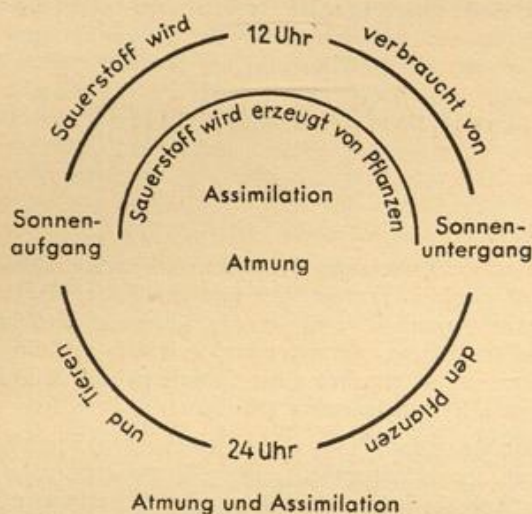 12 Uhr
Sauerstoff wird
verbraucht von
den Pflanzen
und Tieren
Sauerstoff wird erzeugt von Pflanzen
Assimilation
Sonnen-
aufgang
Sonnen-
untergang
Atmung
24 Uhr
Atmung und Assimilation